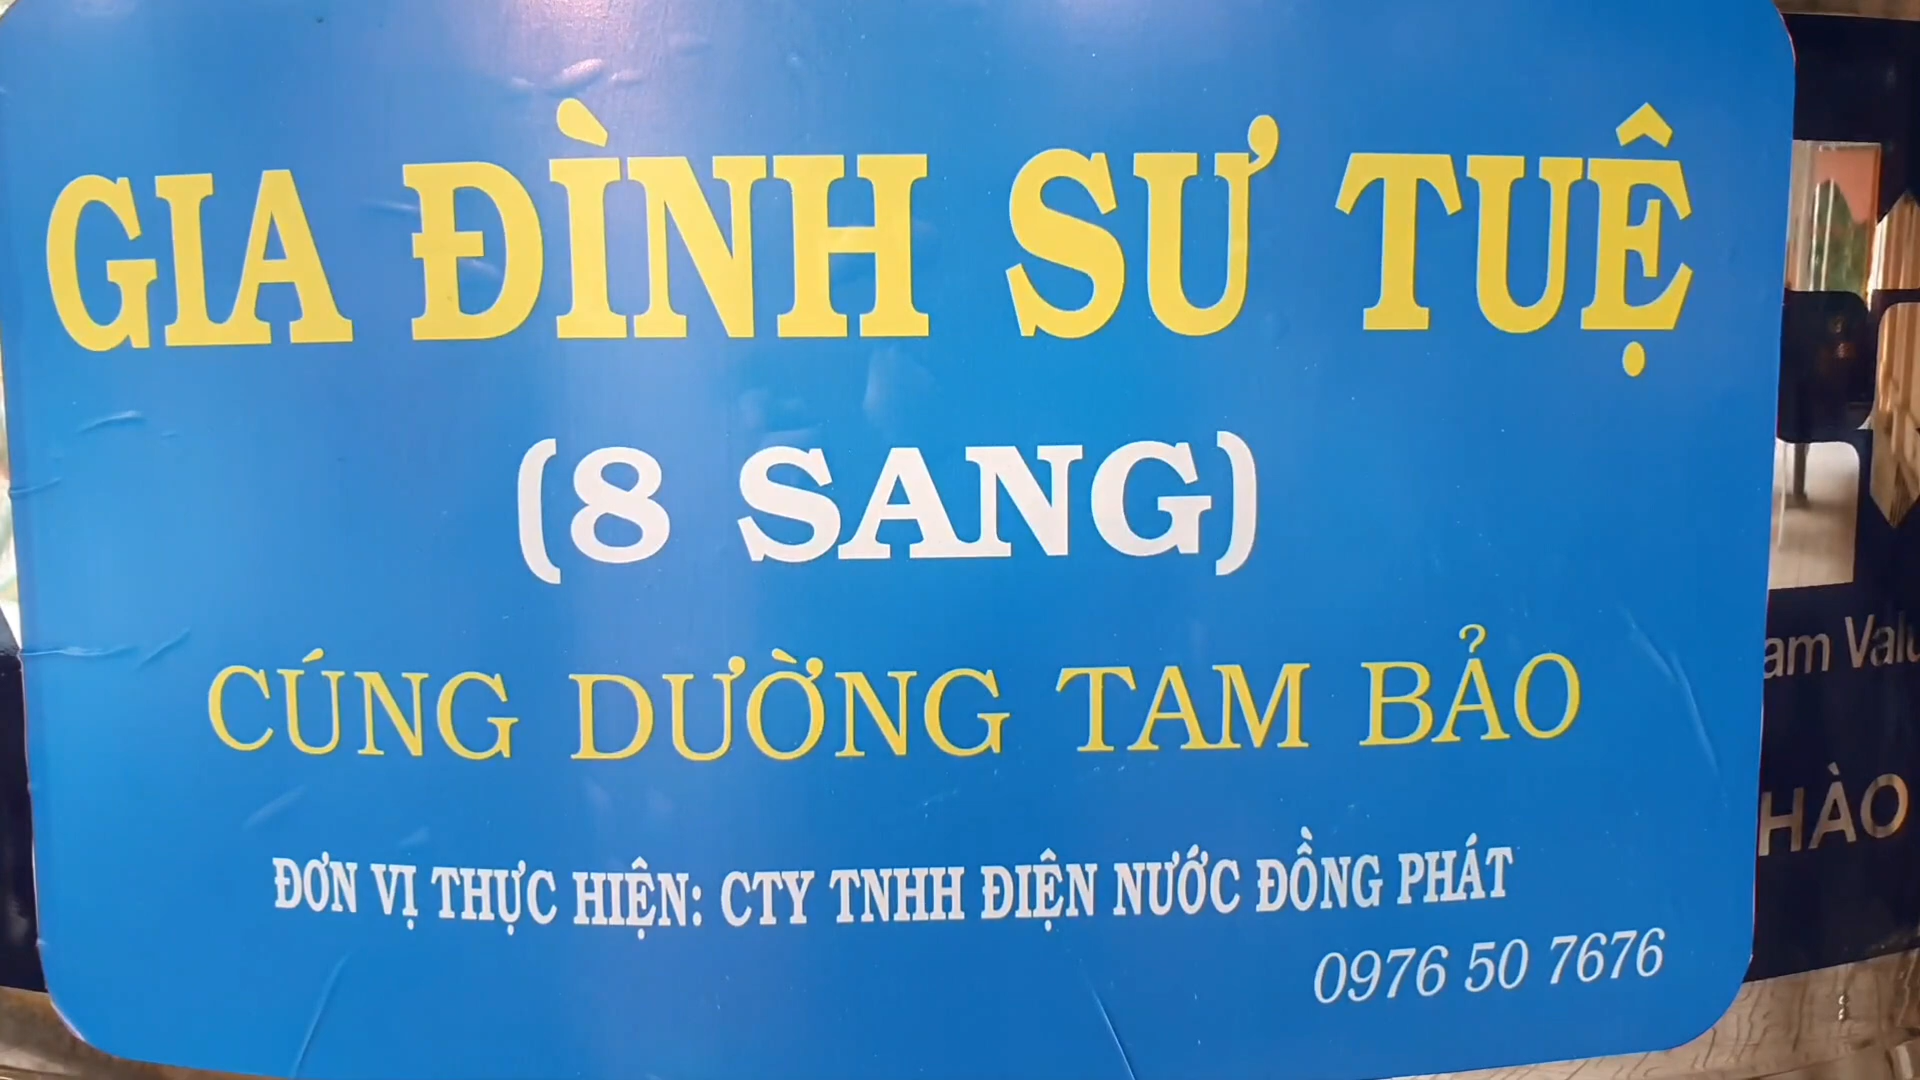 GIA ĐÌNH SƯ TUỆ
(8 SANG)
CÚNG DƯỜNG TAM BẢO
ĐƠN VỊ THỰC HIỆN: CTY TNHH ĐIỆN NƯỚC ĐỒNG PHÁT
0976 50 7676